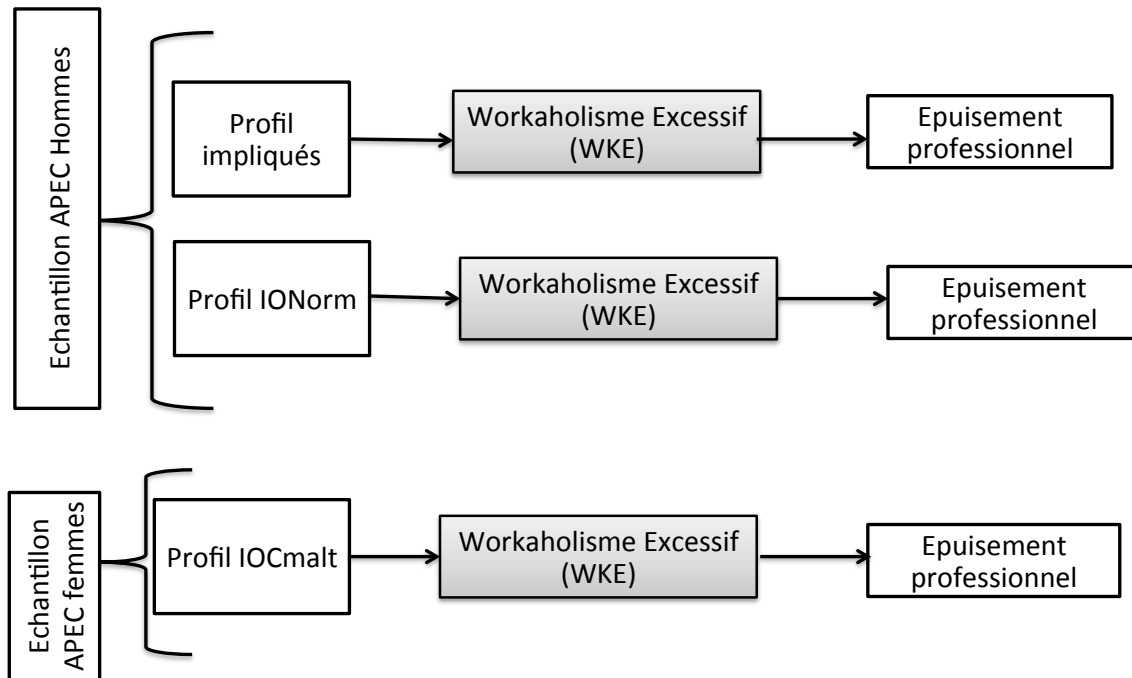 Echantillon APEC Hommes
Profil
impliqués
Workaholisme Excessif
(WKE)
Epuisement
professionnel
Profil IONorm
Workaholisme Excessif
(WKE)
Epuisement
professionnel
Echantillon
APEC femmes
Profil IOCmalt
Workaholisme Excessif
(WKE)
Epuisement
professionnel